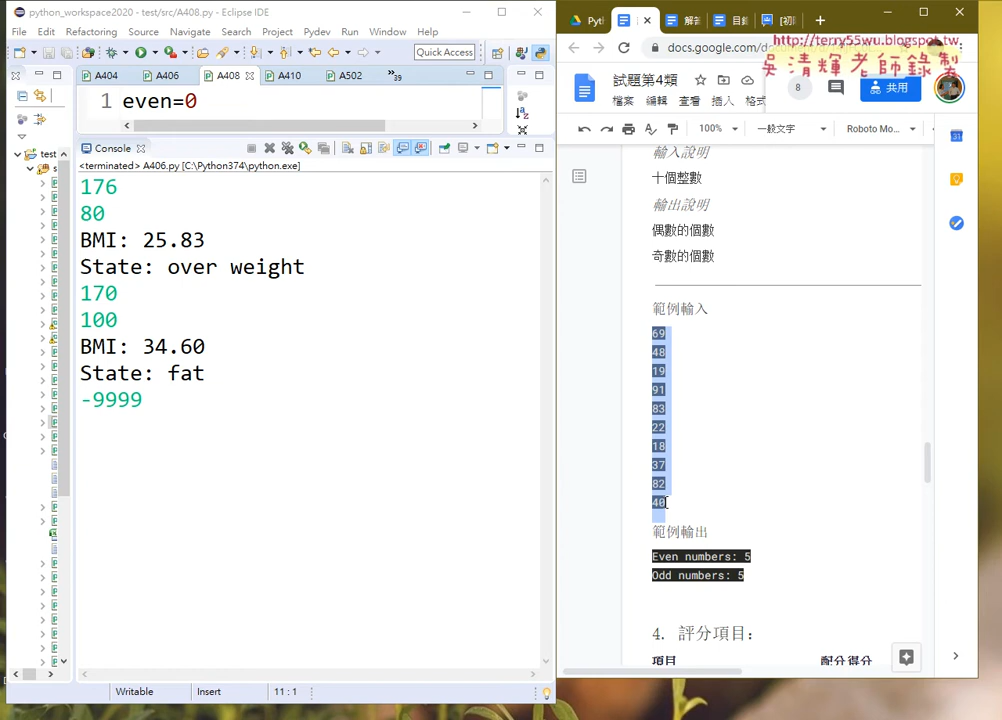 python_workspace2020 - test/src/A408.py - Eclipse IDE
File Edit Refactoring Source Navigate Search Project Pydev Run Window Help
Quick Access
A404 A406 A408 A410 A502 »39
1 even=0
Console
<terminated> A406.py [C:\Python374\python.exe]
176
80
BMI: 25.83
State: over weight
170
100
BMI: 34.60
State: fat
-9999
test
Writable Insert 11 : 1
docs.google.com/do
http://terry55wu.blogspot.tw
吳清輝老師錄製
試題第4類
檔案 編輯 查看 插入 格式
8
共用
100% 一般文字 Roboto Mo...
輸入說明
十個整數
輸出說明
偶數的個數
奇數的個數
範例輸入
69
48
19
91
83
22
18
37
82
40
範例輸出
Even numbers: 5
Odd numbers: 5
4. 評分項目:
項目 配分得分